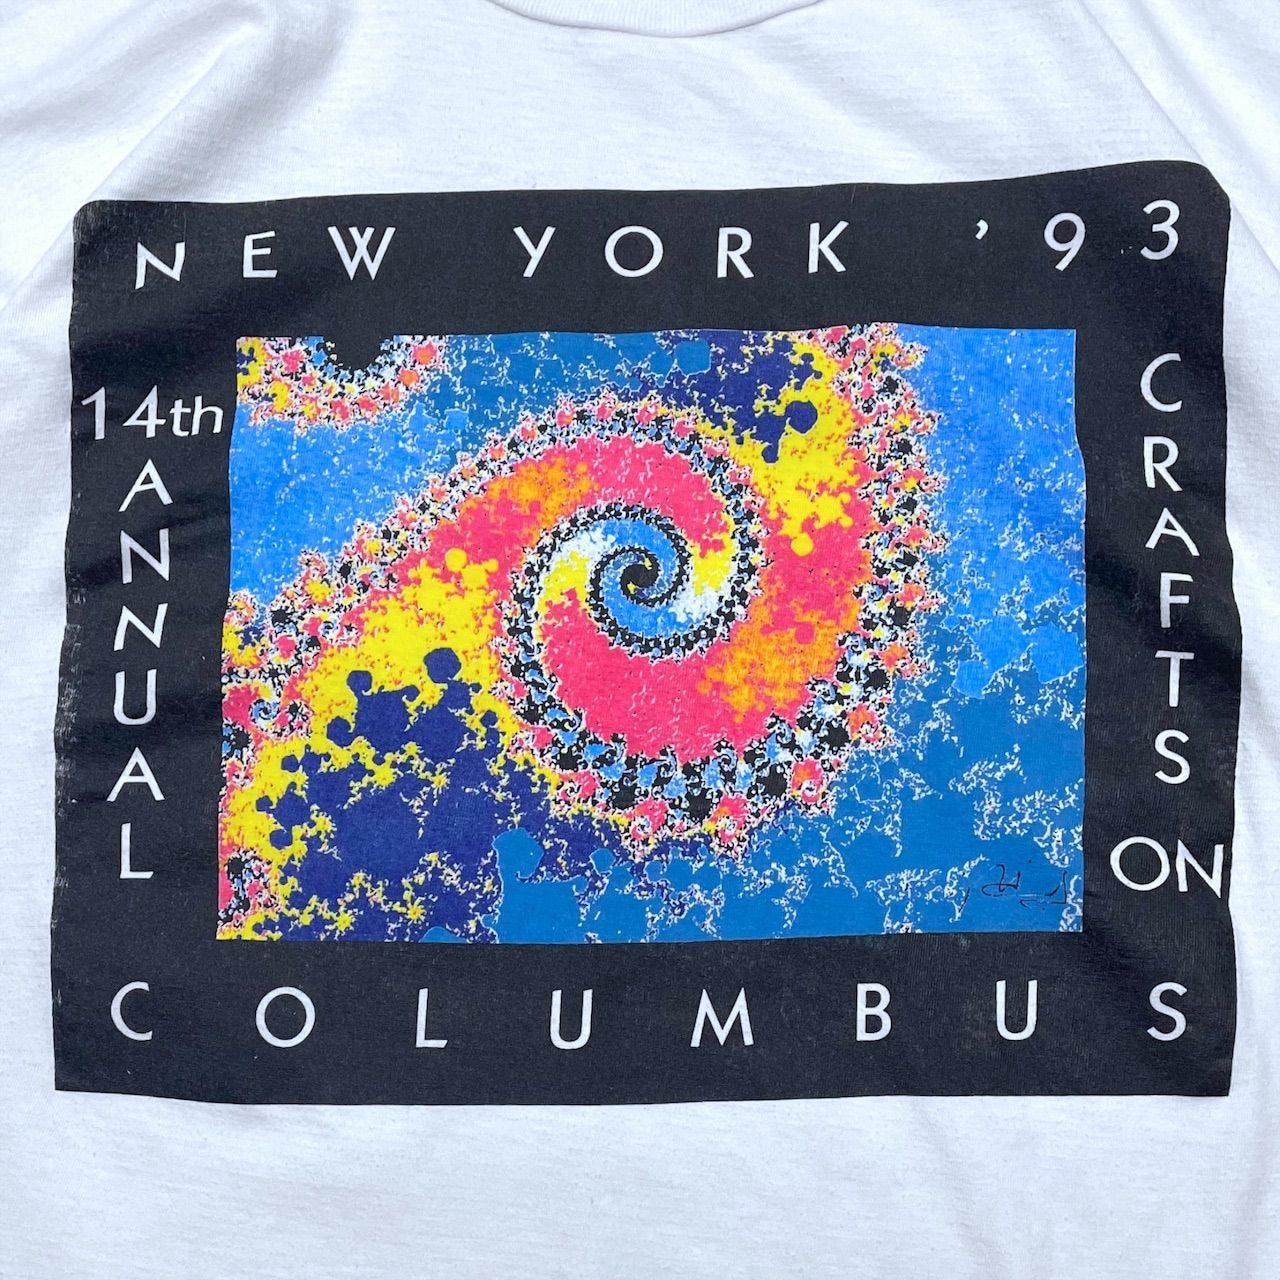 NEW YORK '93
14th
ANNUAL
CRAFTS
ON
COLUMBUS